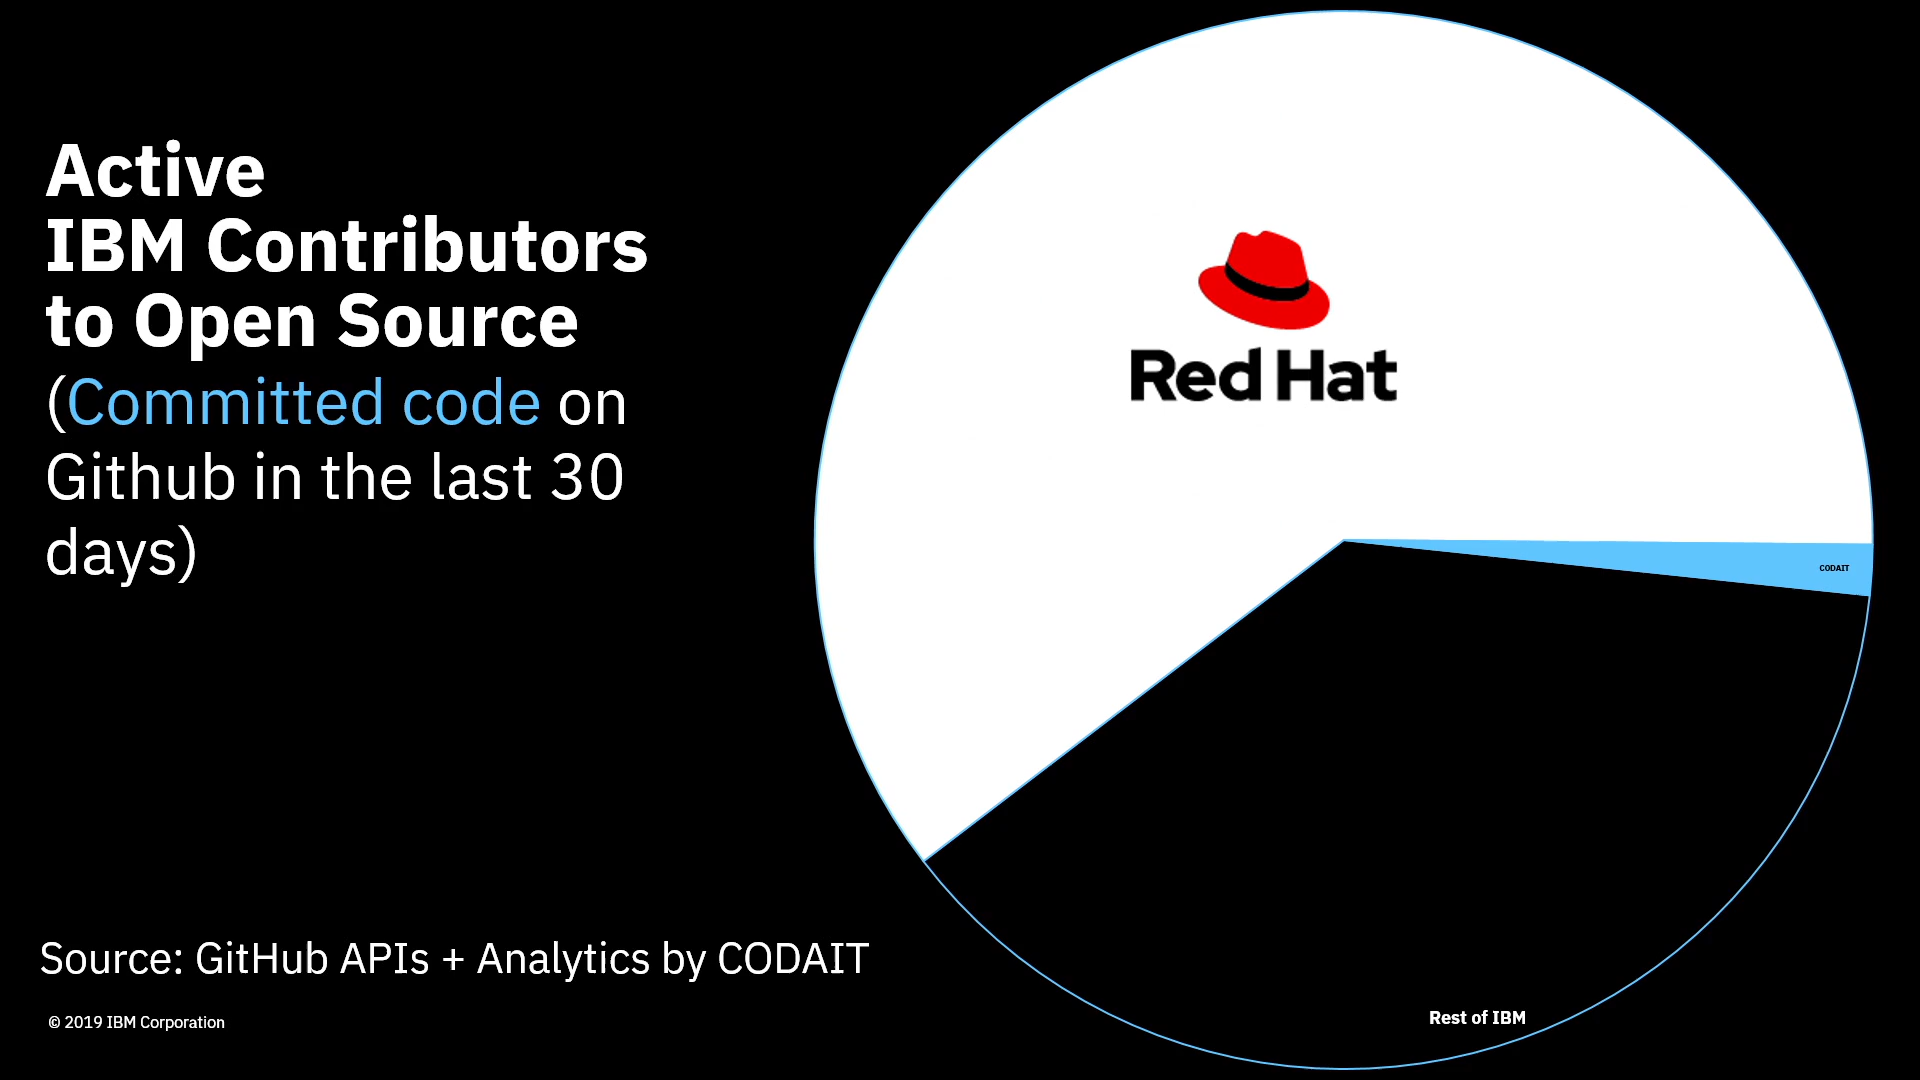 Active
IBM Contributors
to Open Source
(Committed code on
Github in the last 30
days)
Red Hat
CODAIT
Source: GitHub APIs + Analytics by CODAIT
Rest of IBM
© 2019 IBM Corporation